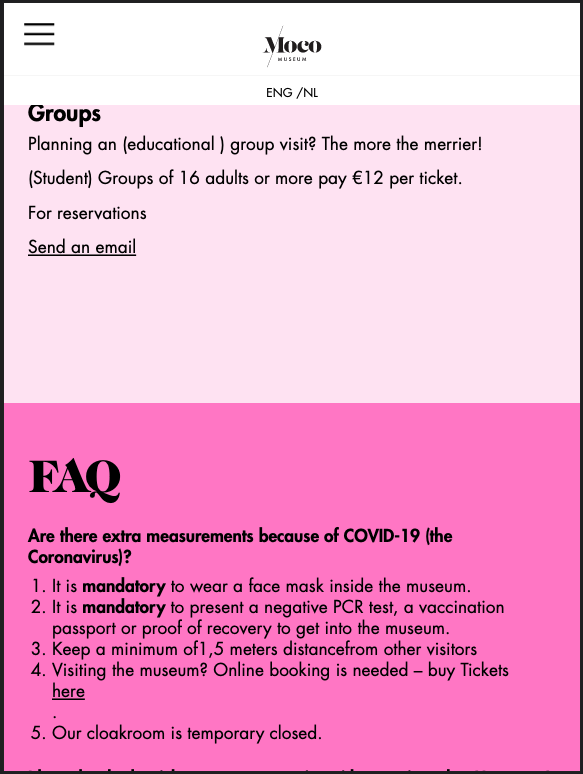 Moco
MUSEUM
ENG /NL
Groups
Planning an (educational ) group visit? The more the merrier!
(Student) Groups of 16 adults or more pay €12 per ticket.
For reservations
Send an email
FAQ
Are there extra measurements because of COVID-19 (the
Coronavirus)?
1. It is mandatory to wear a face mask inside the museum.
2. It is mandatory to present a negative PCR test, a vaccination
passport or proof of recovery to get into the museum.
3. Keep a minimum of1,5 meters distancefrom other visitors
4. Visiting the museum? Online booking is needed – buy Tickets
here
.
5. Our cloakroom is temporary closed.